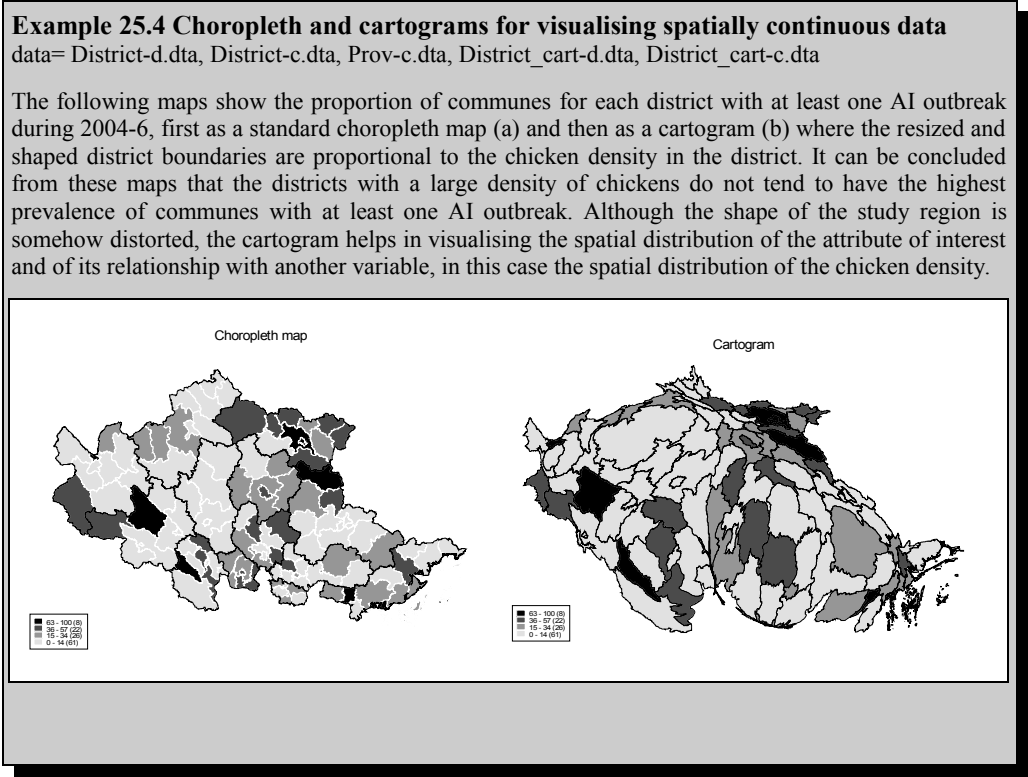 Example 25.4 Choropleth and cartograms for visualising spatially continuous data
data= District-d.dta, District-c.dta, Prov-c.dta, District_cart-d.dta, District_cart-c.dta
The following maps show the proportion of communes for each district with at least one AI outbreak
during 2004-6, first as a standard choropleth map (a) and then as a cartogram (b) where the resized and
shaped district boundaries are proportional to the chicken density in the district. It can be concluded
from these maps that the districts with a large density of chickens do not tend to have the highest
prevalence of communes with at least one AI outbreak. Although the shape of the study region is
somehow distorted, the cartogram helps in visualising the spatial distribution of the attribute of interest
and of its relationship with another variable, in this case the spatial distribution of the chicken density.
Choropleth map
63 - 100 (8)
36 - 57 (22)
15 - 34 (26)
0 - 14 (61)
Cartogram
63 - 100 (8)
36 - 57 (22)
15 - 34 (26)
0 - 14 (61)